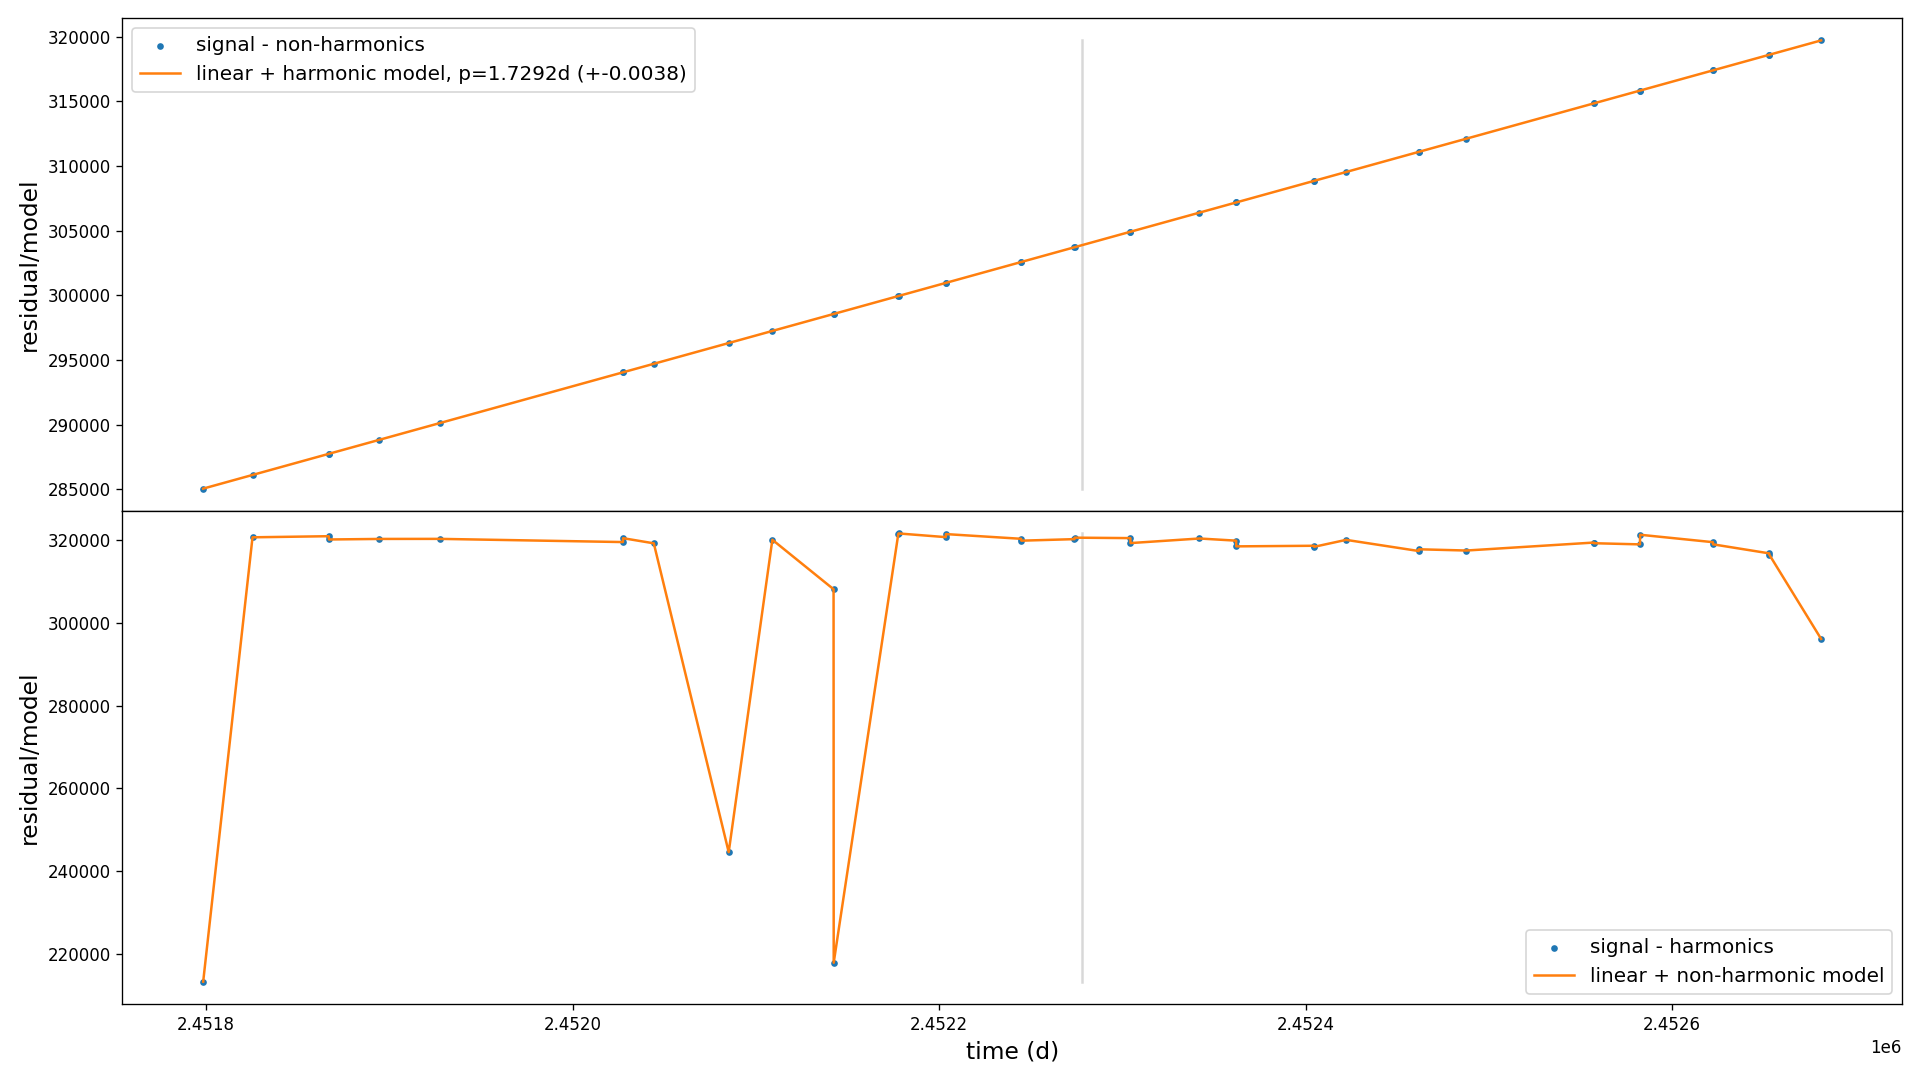 320000
315000
310000
305000
300000
295000
290000
285000
residual/model
signal - non-harmonics
linear + harmonic model, p=1.7292d (+-0.0038)
320000
300000
280000
260000
240000
220000
residual/model
signal - harmonics
linear + non-harmonic model
2.4518 2.4520 2.4522 2.4524 2.4526
1e6
time (d)